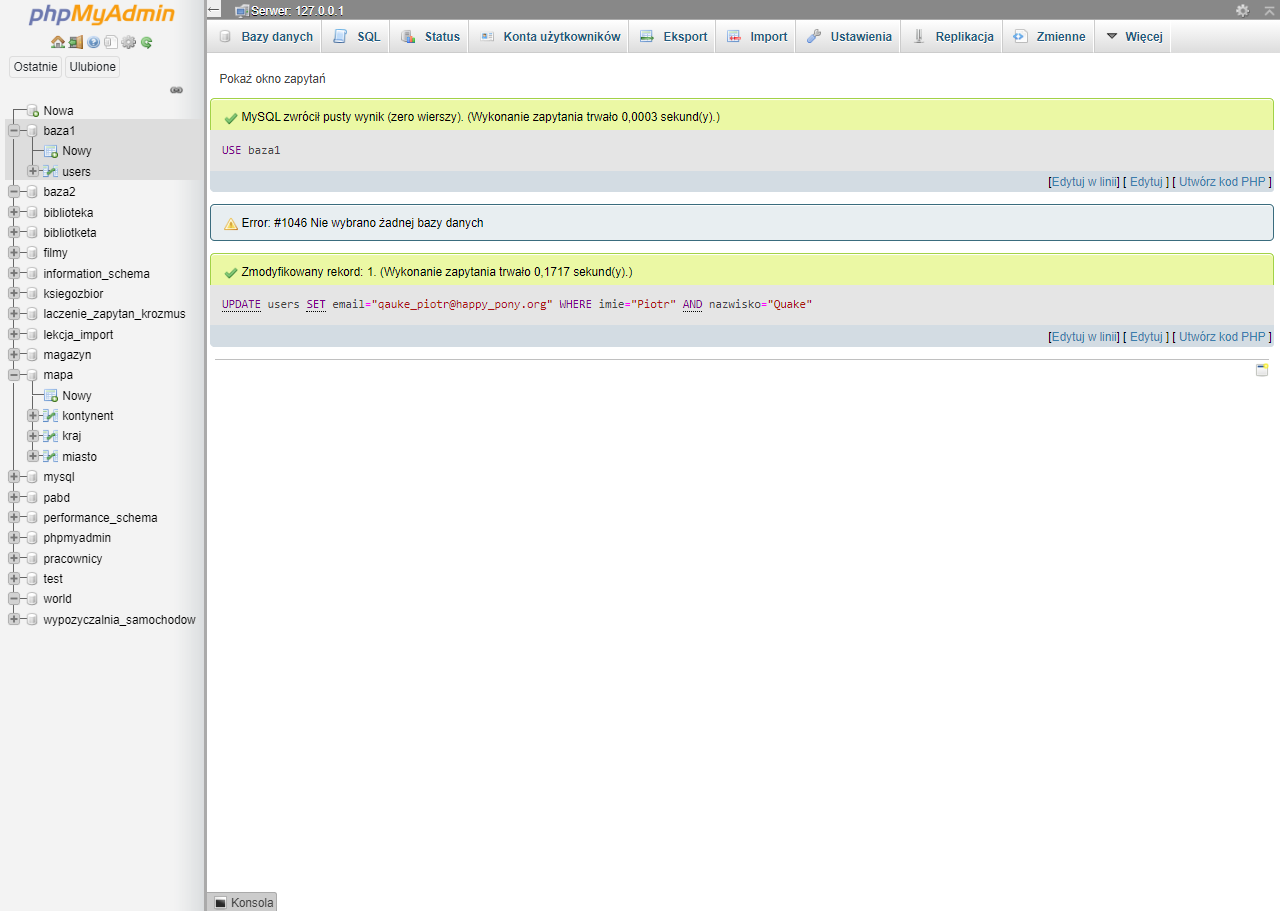 phpMyAdmin
Ostatnie Ulubione
Nowa
baza1
Nowy
users
baza2
biblioteka
bibliotketa
filmy
information_schema
ksiegozbior
laczenie_zapytan_krozmus
lekcja_import
magazyn
mapa
Nowy
kontynent
kraj
miasto
mysql
pabd
performance_schema
phpmyadmin
pracownicy
test
world
wypozyczalnia_samochodow
Serwer: 127.0.0.1
Bazy danych SQL Status Konta użytkowników Eksport Import Ustawienia Replikacja Zmienne Więcej
Pokaż okno zapytań
MySQL zwrócił pusty wynik (zero wierszy). (Wykonanie zapytania trwało 0,0003 sekund(y).)
USE baza1
[Edytuj w linii] [ Edytuj ] [ Utwórz kod PHP ]
Error: #1046 Nie wybrano żadnej bazy danych
Zmodyfikowany rekord: 1. (Wykonanie zapytania trwało 0,1717 sekund(y).)
UPDATE users SET email="qauke_piotr@happy_pony.org" WHERE imie="Piotr" AND nazwisko="Quake"
[Edytuj w linii] [ Edytuj ] [ Utwórz kod PHP ]
Konsola